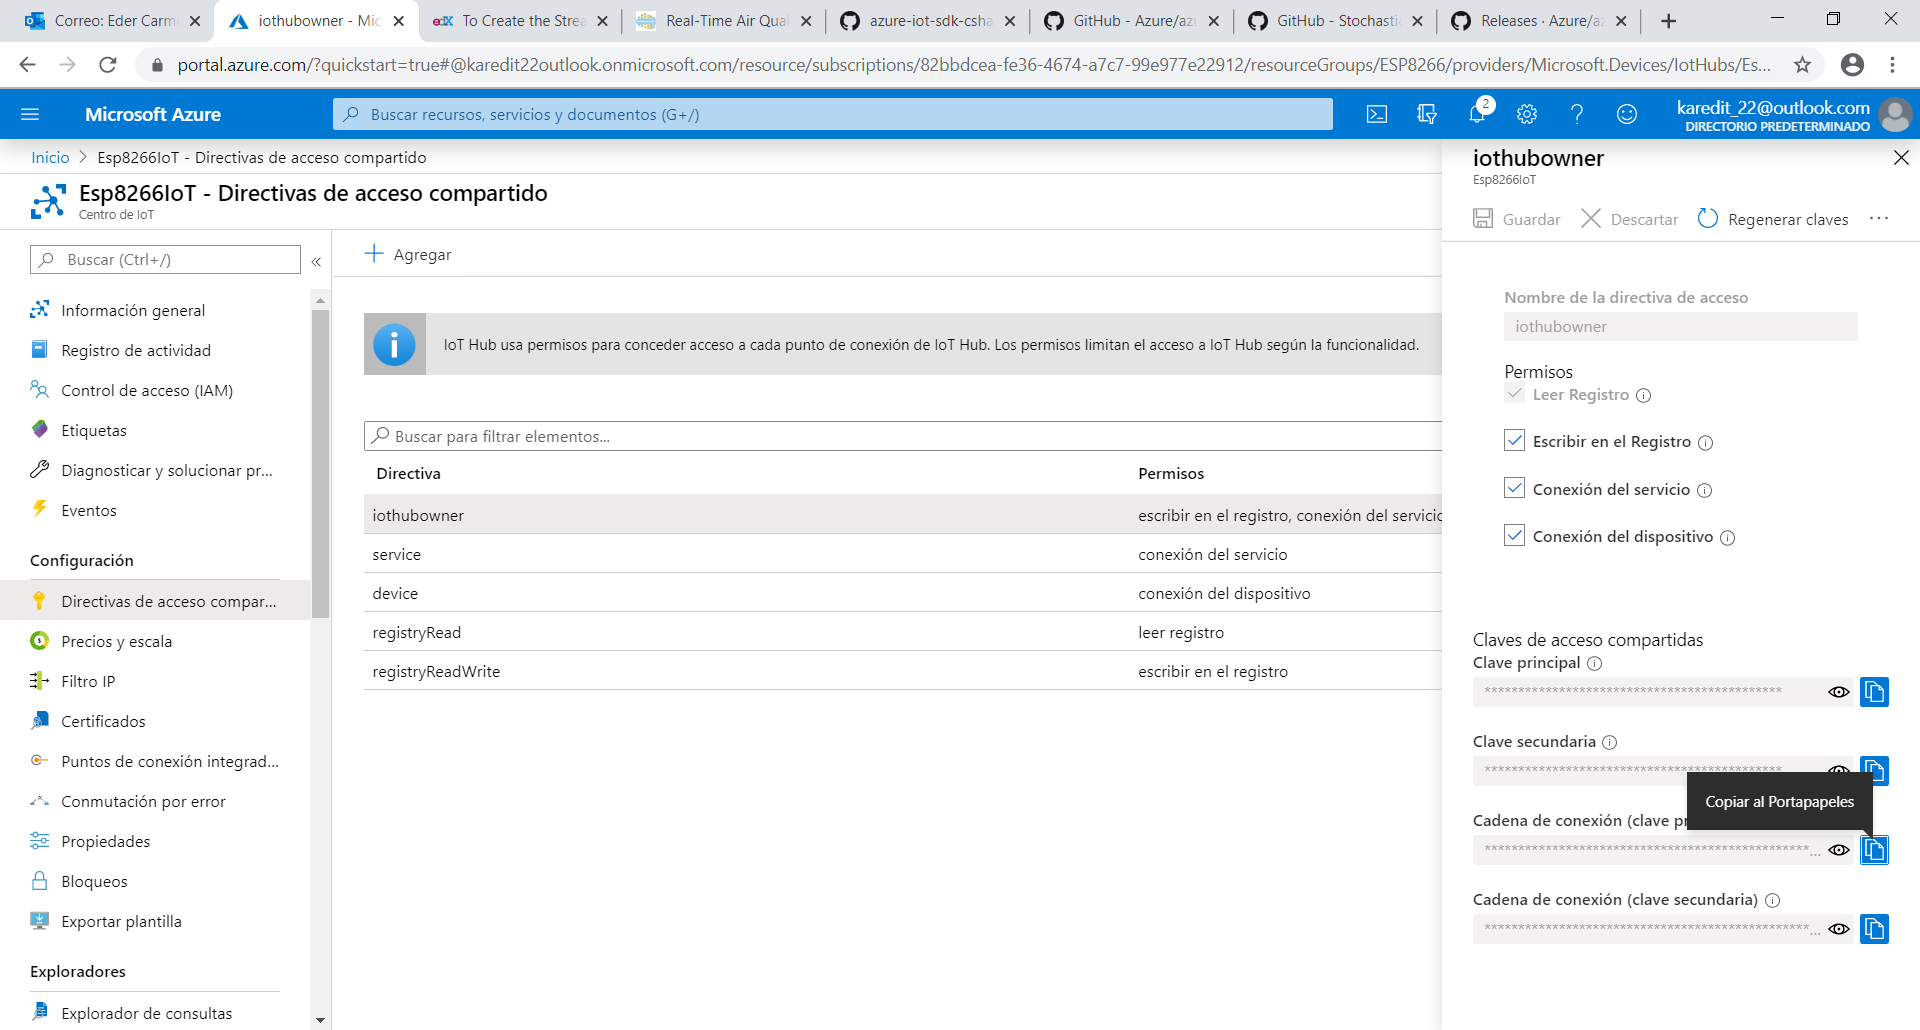 Correo: Eder Carm
iothubowner - Mic
edX
To Create the Strea
Real-Time Air Qual
azure-iot-sdk-csha
GitHub - Azure/azu
GitHub - Stochastic
Releases · Azure/az
portal.azure.com/?quickstart=true#@karedit22outlook.onmicrosoft.com/resource/subscriptions/82bbdcea-fe36-4674-a7c7-99e977e22912/resourceGroups/ESP8266/providers/Microsoft.Devices/IotHubs/Es...
Microsoft Azure
Buscar recursos, servicios y documentos (G+/)
2
karedit_22@outlook.com
DIRECTORIO PREDETERMINADO
Inicio > Esp8266IoT - Directivas de acceso compartido
Esp8266IoT - Directivas de acceso compartido
Centro de IoT
Buscar (Ctrl+/)
«
Información general
Registro de actividad
Control de acceso (IAM)
Etiquetas
Diagnosticar y solucionar pr...
Eventos
Configuración
Directivas de acceso compar...
Precios y escala
Filtro IP
Certificados
Puntos de conexión integrad...
Conmutación por error
Propiedades
Bloqueos
Exportar plantilla
Exploradores
Explorador de consultas
Agregar
IoT Hub usa permisos para conceder acceso a cada punto de conexión de IoT Hub. Los permisos limitan el acceso a IoT Hub según la funcionalidad.
Buscar para filtrar elementos...
Directiva Permisos
iothubowner escribir en el registro, conexión del servicio
service conexión del servicio
device conexión del dispositivo
registryRead leer registro
registryReadWrite escribir en el registro
iothubowner
Esp8266IoT
Guardar Descartar Regenerar claves ...
Nombre de la directiva de acceso
iothubowner
Permisos
Leer Registro
Escribir en el Registro
Conexión del servicio
Conexión del dispositivo
Claves de acceso compartidas
Clave principal
********************************************
Clave secundaria
********************************************
Copiar al Portapapeles
Cadena de conexión (clave pr
************************************************...
Cadena de conexión (clave secundaria)
************************************************...